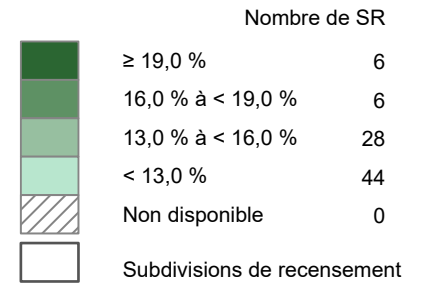 Nombre de SR
≥ 19,0 % 6
16,0 % à < 19,0 % 6
13,0 % à < 16,0 % 28
< 13,0 % 44
Non disponible 0
Subdivisions de recensement